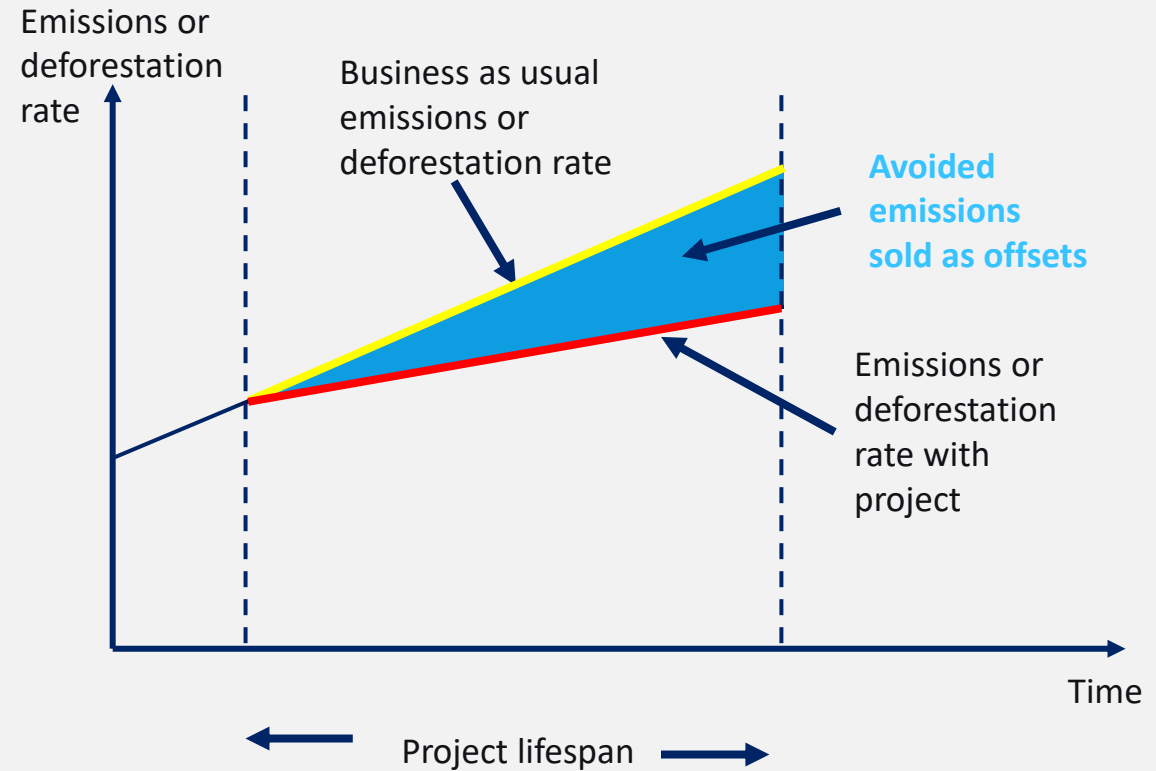 Emissions or
deforestation
rate
Business as usual
emissions or
deforestation rate
Avoided
emissions
sold as offsets
Emissions or
deforestation
rate with
project
Time
Project lifespan